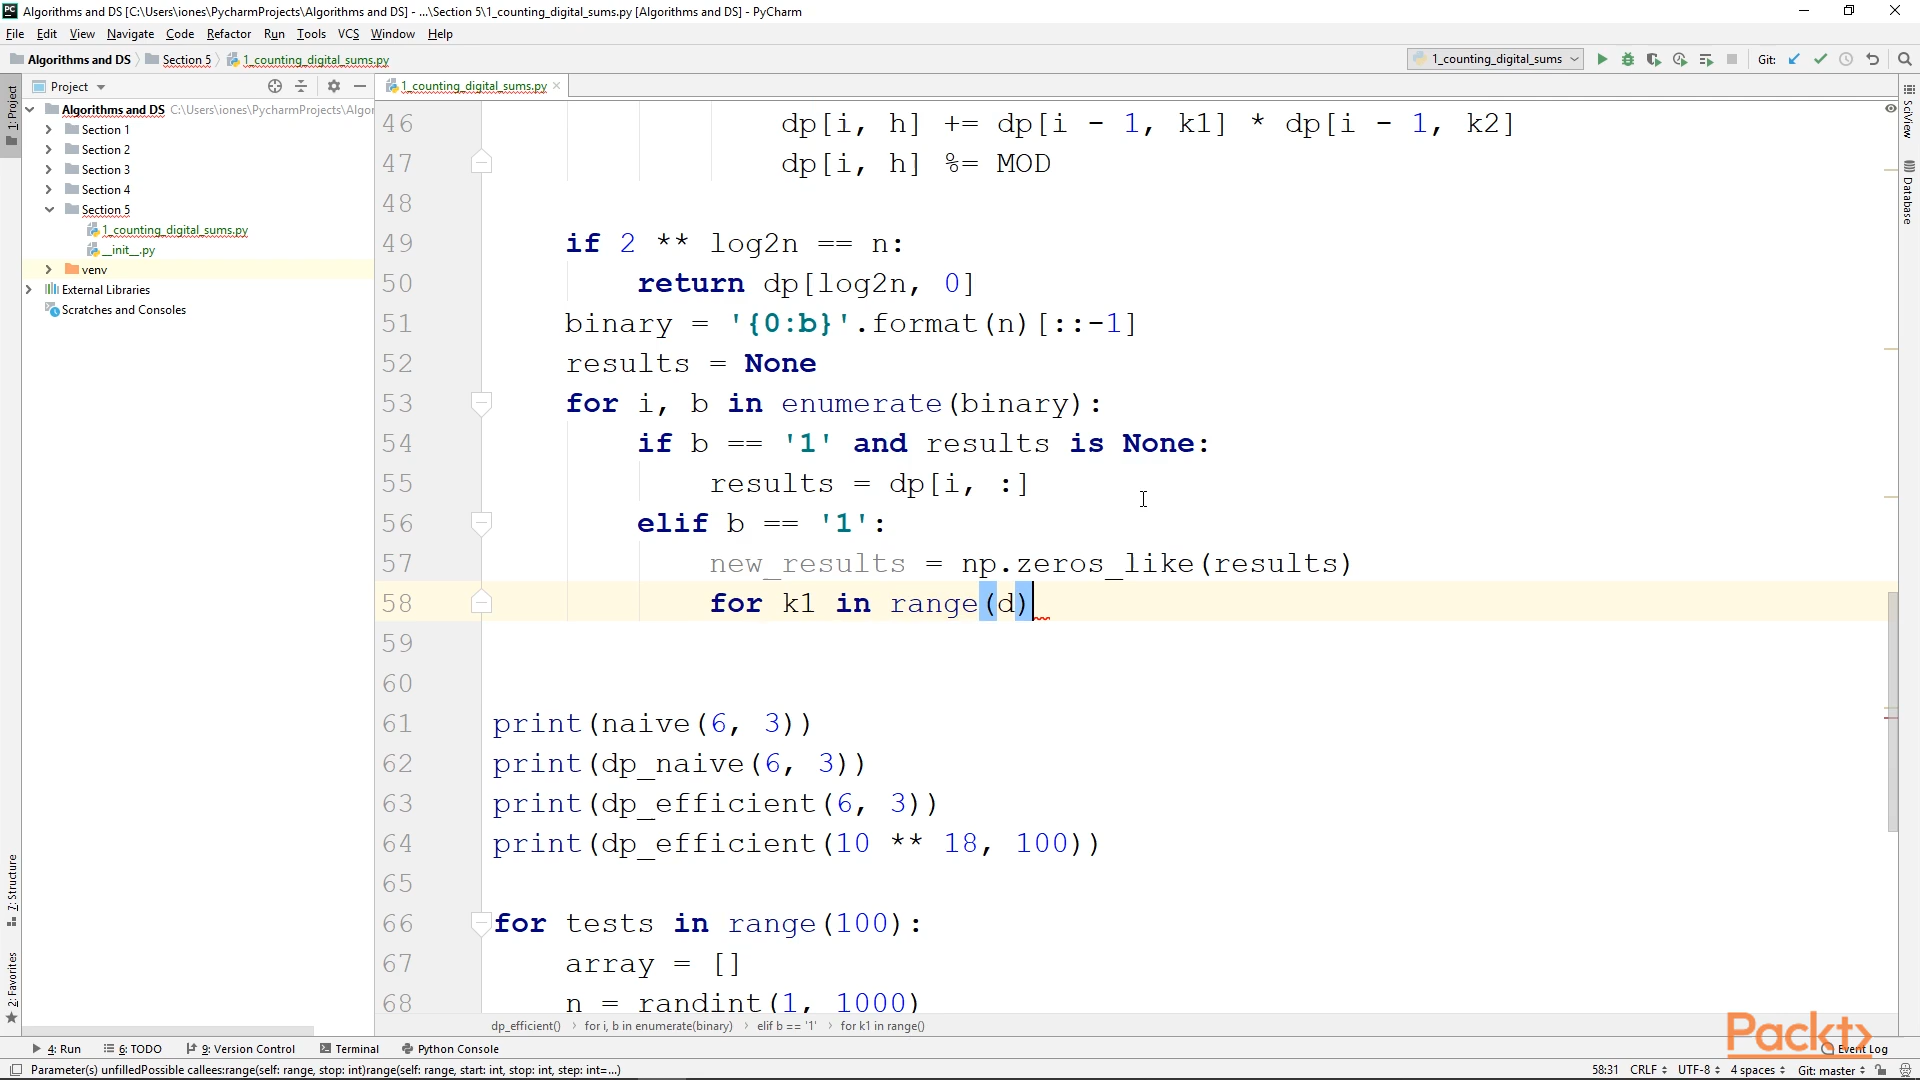 Algorithms and DS [C:\Users\iones\PycharmProjects\Algorithms and DS] - ...\Section 5\1_counting_digital_sums.py [Algorithms and DS] - PyCharm
File Edit View Navigate Code Refactor Run Tools VCS Window Help
Algorithms and DS Section 5 1_counting_digital_sums.py 1_counting_digital_sums Git:
Project 1_counting_digital_sums.py
1: Project
Algorithms and DS C:\Users\iones\PycharmProjects\Algor
Section 1
Section 2
Section 3
Section 4
Section 5
1_counting_digital_sums.py
__init__.py
venv
External Libraries
Scratches and Consoles
7: Structure
2: Favorites
46 dp[i, h] += dp[i - 1, k1] * dp[i - 1, k2]
47 dp[i, h] %= MOD
48
49 if 2 ** log2n == n:
50 return dp[log2n, 0]
51 binary = '{0:b}'.format(n)[::-1]
52 results = None
53 for i, b in enumerate(binary):
54 if b == '1' and results is None:
55 results = dp[i, :]
56 elif b == '1':
57 new_results = np.zeros_like(results)
58 for k1 in range(d)
59
60
61 print(naive(6, 3))
62 print(dp_naive(6, 3))
63 print(dp_efficient(6, 3))
64 print(dp_efficient(10 ** 18, 100))
65
66 for tests in range(100):
67 array = []
68 n = randint(1, 1000)
SciView
Database
dp_efficient() for i, b in enumerate(binary) elif b == '1' for k1 in range()
Packt>
4: Run 6: TODO 9: Version Control Terminal Python Console Event Log
Parameter(s) unfilledPossible callees:range(self: range, stop: int)range(self: range, start: int, stop: int, step: int=...) 58:31 CRLF UTF-8 4 spaces Git: master